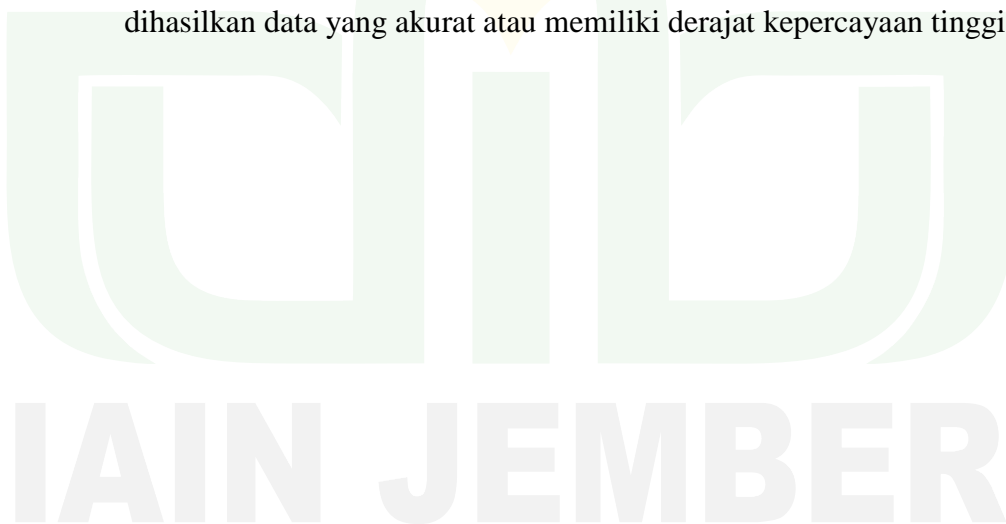 dihasilkan data yang akurat atau memiliki derajat kepercayaan tinggi
IAIN JEMBER